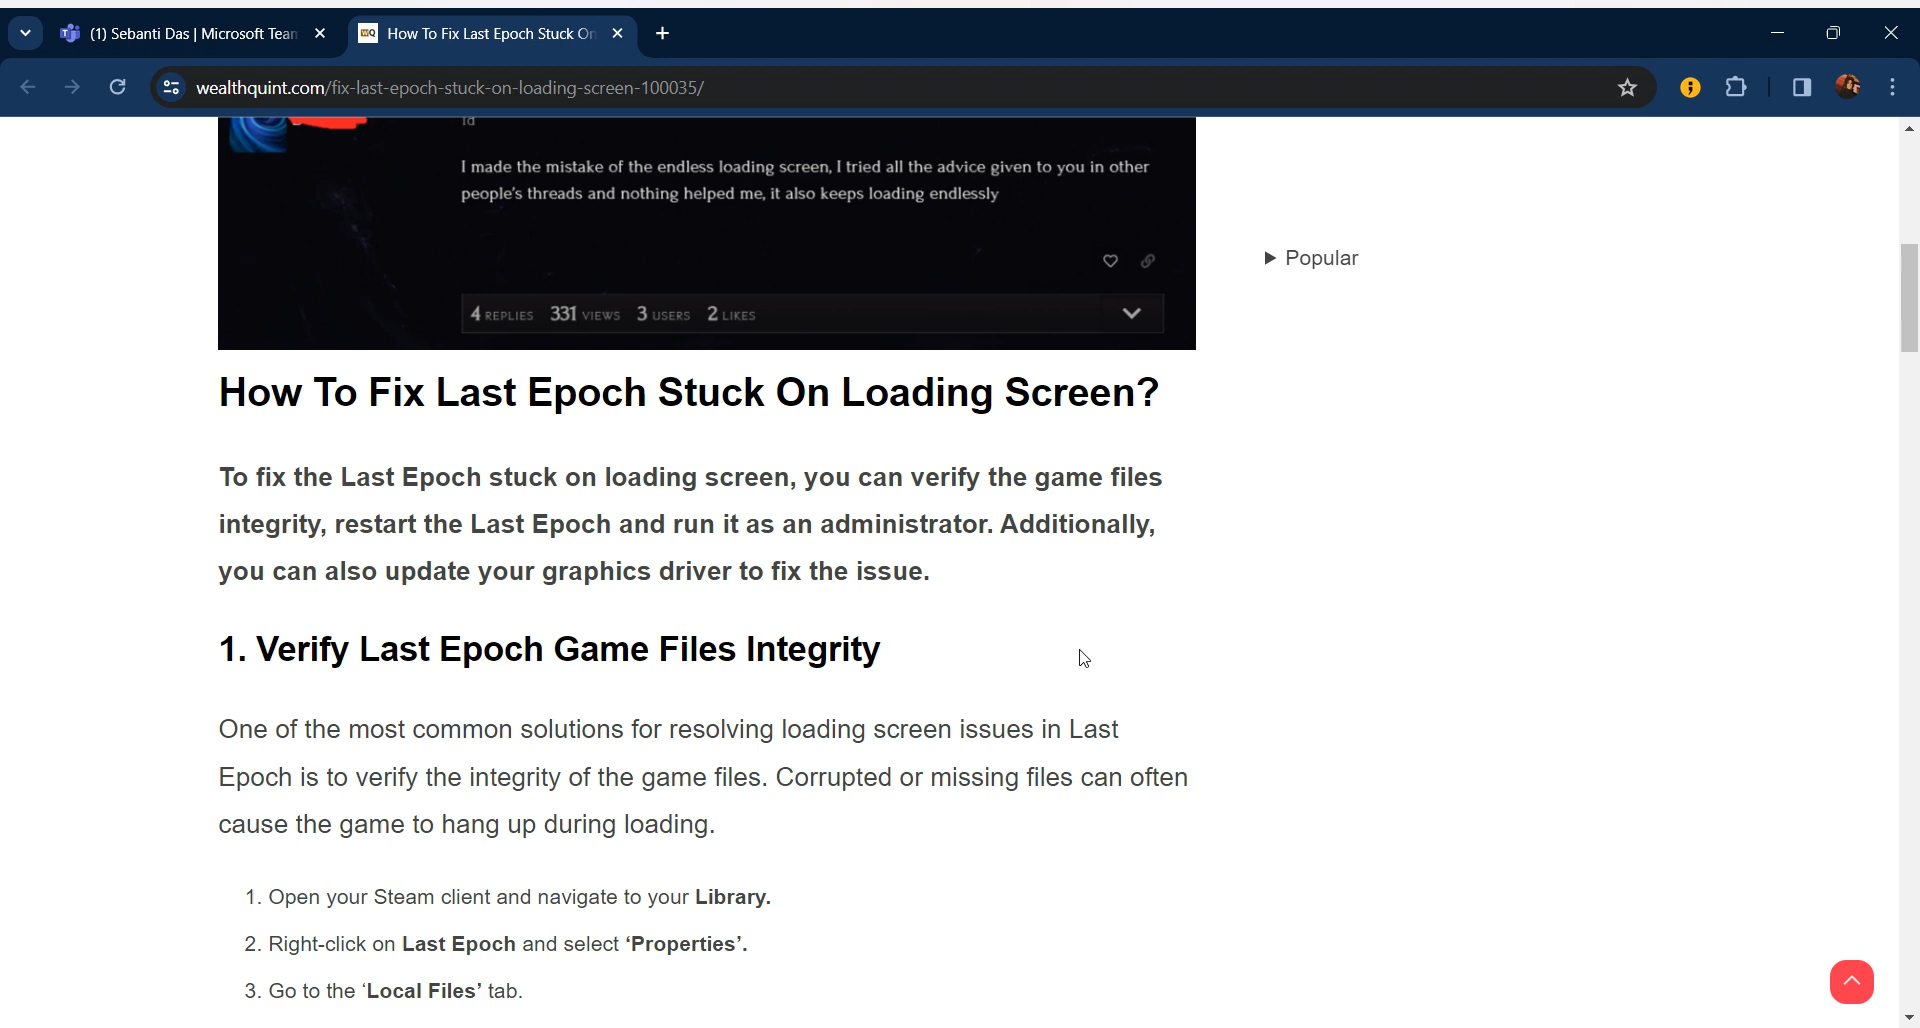 (1) Sebanti Das | Microsoft Team
How To Fix Last Epoch Stuck On
wealthquint.com/fix-last-epoch-stuck-on-loading-screen-100035/
1d
I made the mistake of the endless loading screen, I tried all the advice given to you in other
people's threads and nothing helped me, it also keeps loading endlessly
4 REPLIES 331 VIEWS 3 USERS 2 LIKES
▶ Popular
How To Fix Last Epoch Stuck On Loading Screen?
To fix the Last Epoch stuck on loading screen, you can verify the game files
integrity, restart the Last Epoch and run it as an administrator. Additionally,
you can also update your graphics driver to fix the issue.
1. Verify Last Epoch Game Files Integrity
One of the most common solutions for resolving loading screen issues in Last
Epoch is to verify the integrity of the game files. Corrupted or missing files can often
cause the game to hang up during loading.
1. Open your Steam client and navigate to your Library.
2. Right-click on Last Epoch and select ‘Properties’.
3. Go to the ‘Local Files’ tab.